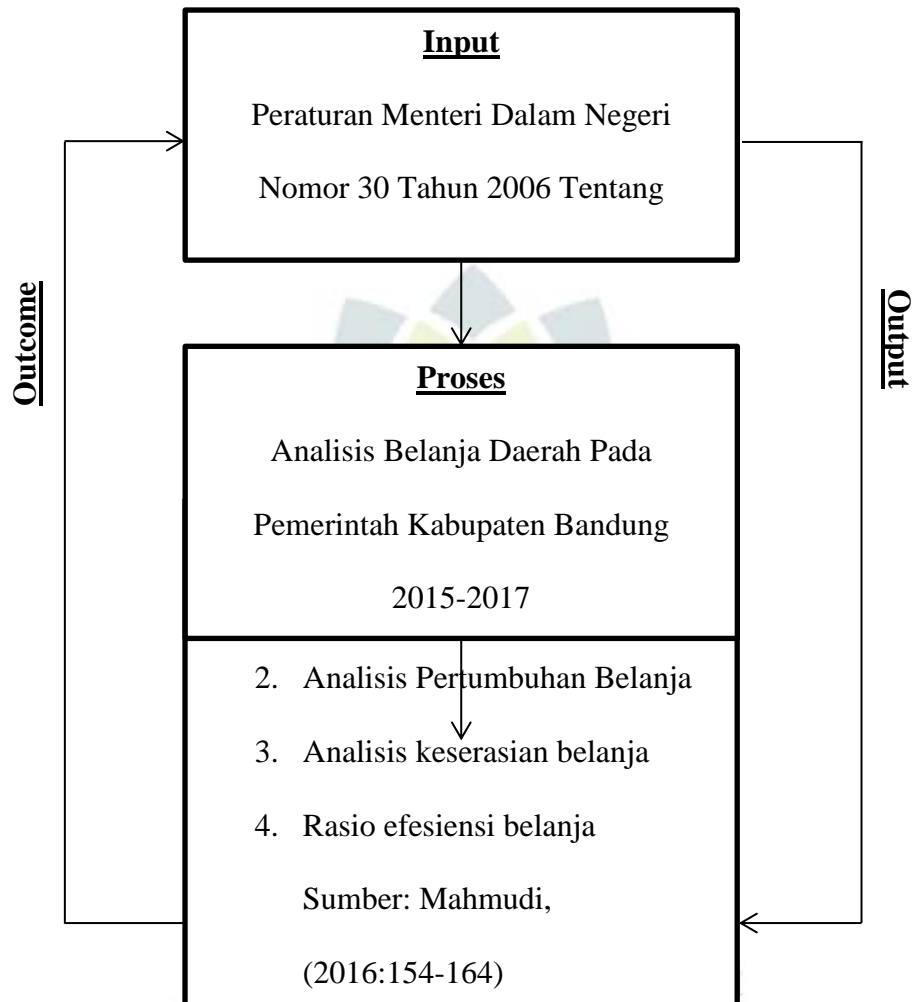 Input
Peraturan Menteri Dalam Negeri
Nomor 30 Tahun 2006 Tentang
Outcome
Output
Proses
Analisis Belanja Daerah Pada
Pemerintah Kabupaten Bandung
2015-2017
2. Analisis Pertumbuhan Belanja
3. Analisis keserasian belanja
4. Rasio efesiensi belanja
Sumber: Mahmudi,
(2016:154-164)